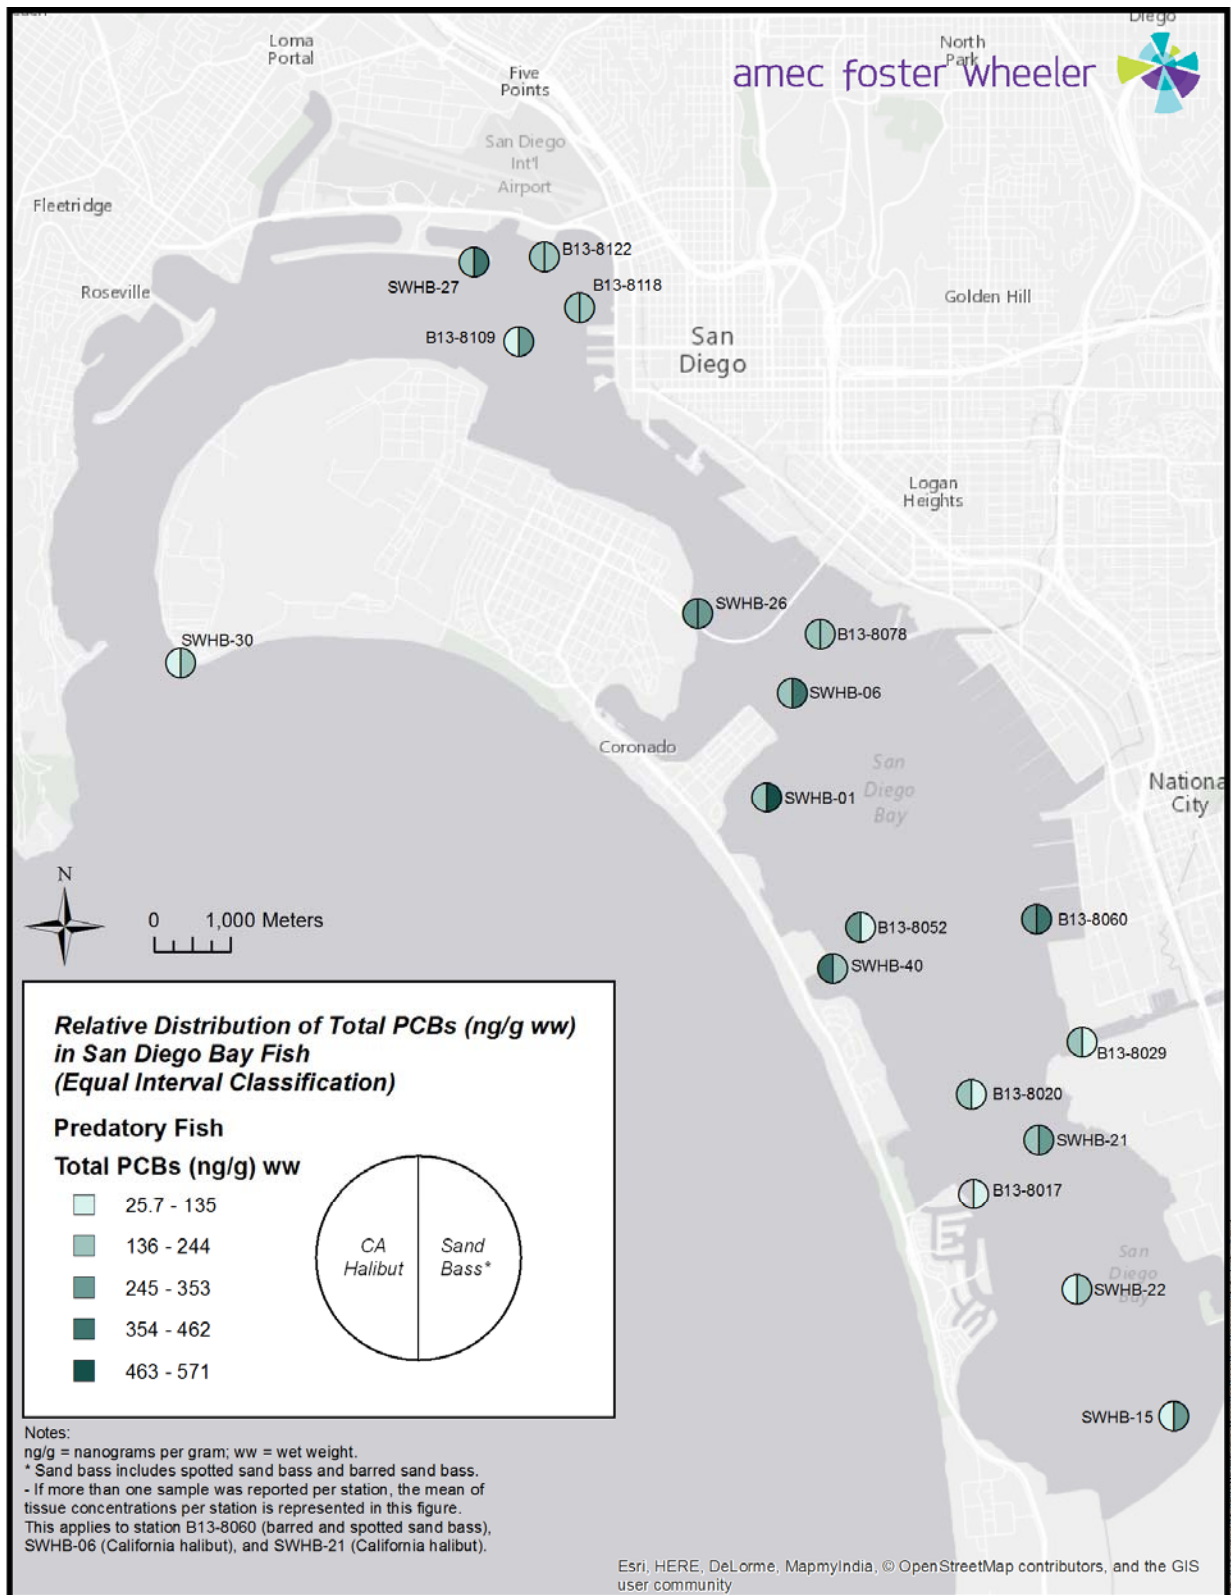 Diego
Loma
Portal
North
Park
Five
Points
amec foster wheeler
San Diego
Int'l
Airport
Fleetridge
B13-8122
SWHB-27
B13-8118
Roseville
Golden Hill
B13-8109
San
Diego
Logan
Heights
SWHB-26
B13-8078
SWHB-30
SWHB-06
Coronado
San
Diego
Bay
SWHB-01
Nationa
City
N
0 1,000 Meters
B13-8052
B13-8060
SWHB-40
B13-8029
B13-8020
SWHB-21
B13-8017
San
Diego
Bay
SWHB-22
SWHB-15
Relative Distribution of Total PCBs (ng/g ww)
in San Diego Bay Fish
(Equal Interval Classification)
Predatory Fish
Total PCBs (ng/g) ww
25.7 - 135
136 - 244
245 - 353
354 - 462
463 - 571
CA
Halibut
Sand
Bass*
Notes:
ng/g = nanograms per gram; ww = wet weight.
* Sand bass includes spotted sand bass and barred sand bass.
- If more than one sample was reported per station, the mean of
tissue concentrations per station is represented in this figure.
This applies to station B13-8060 (barred and spotted sand bass),
SWHB-06 (California halibut), and SWHB-21 (California halibut).
Esri, HERE, DeLorme, MapmyIndia, © OpenStreetMap contributors, and the GIS
user community